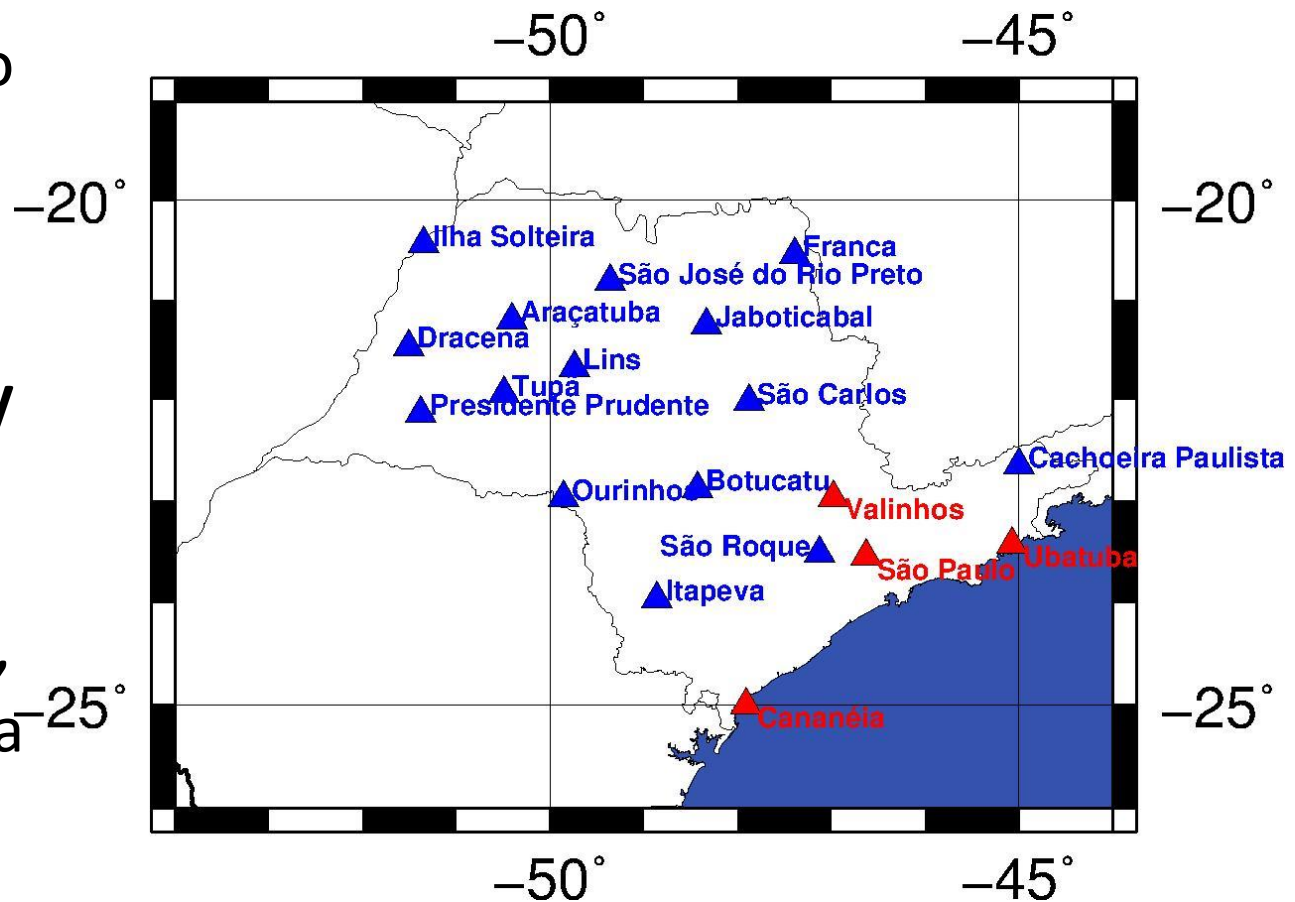 −50° −45°
o
−20° −20°
Ilha Solteira
Franca
São José do Rio Preto
Araçatuba
Jaboticabal
Dracena
Lins
Tupã
São Carlos
y
Presidente Prudente
Cachoeira Paulista
Botucatu
Ourinhos
Valinhos
São Roque
Ubatuba
São Paulo
Itapeva
,
−25° −25°
a
Cananéia
−50° −45°